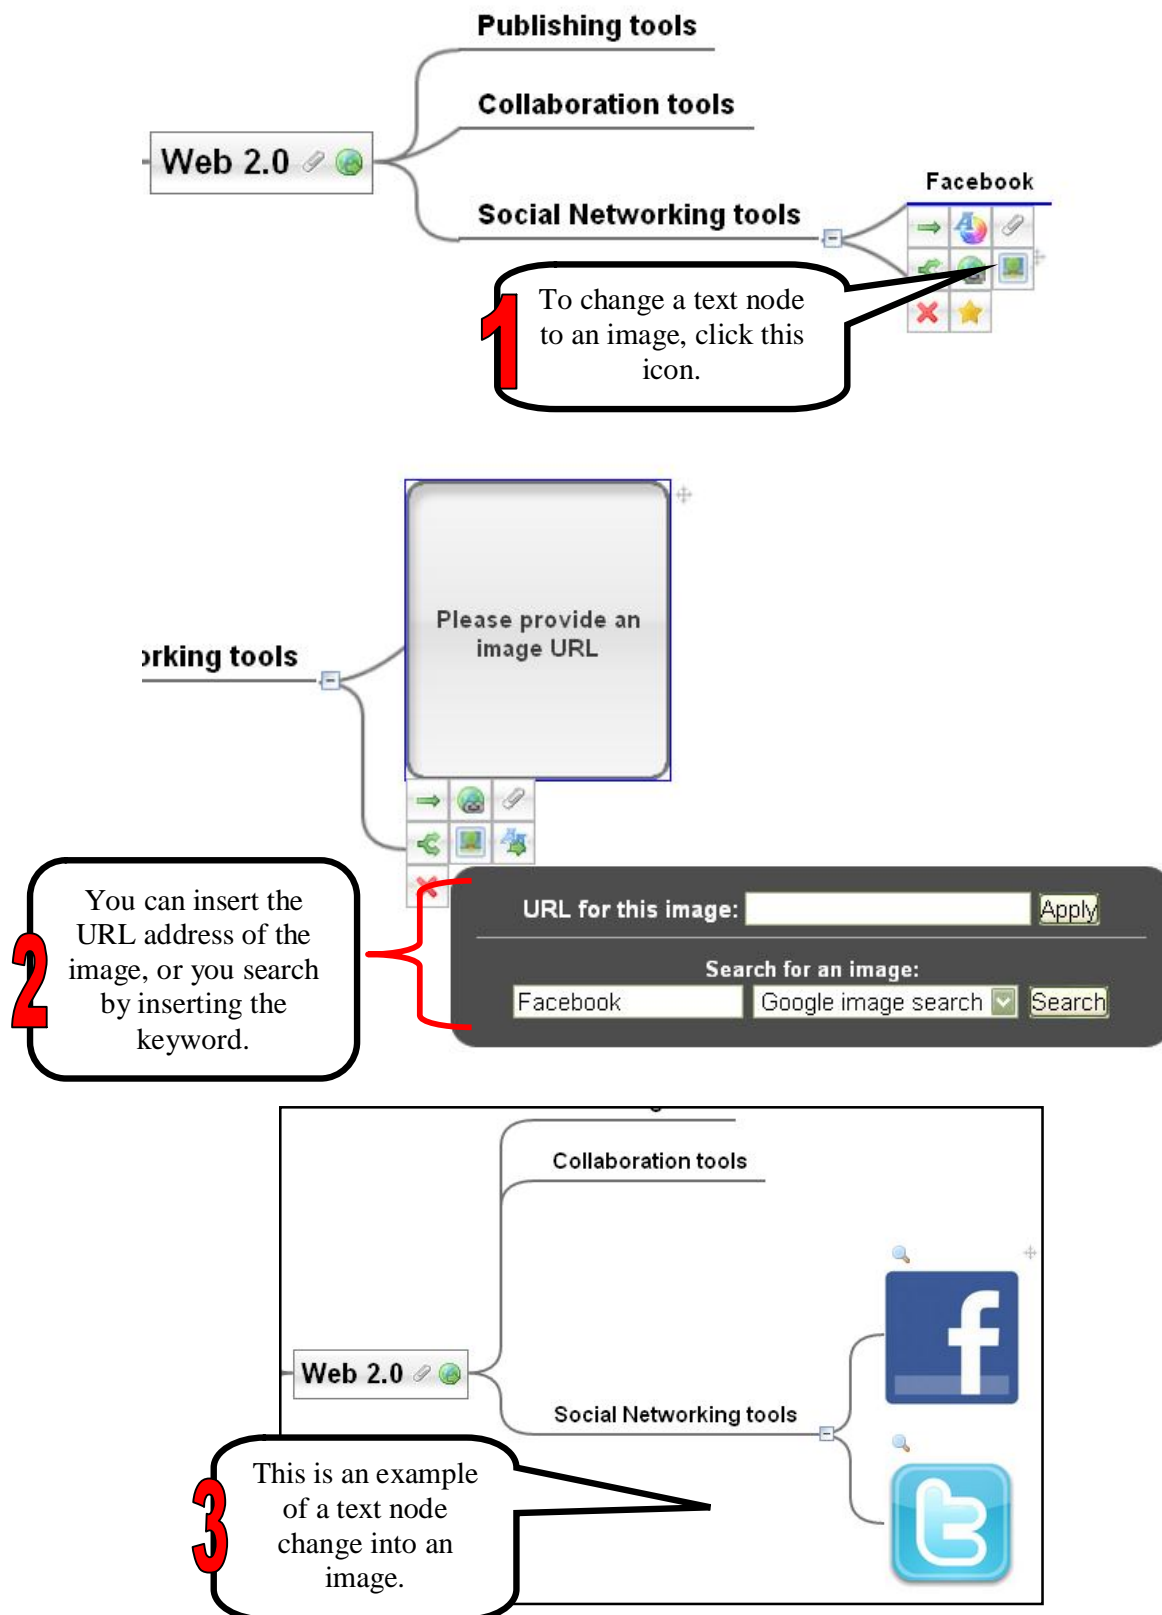 Publishing tools
Collaboration tools
Web 2.0
Facebook
Social Networking tools
1
To change a text node
to an image, click this
icon.
Please provide an
image URL
orking tools
2
You can insert the
URL address of the
image, or you search
by inserting the
keyword.
URL for this image:
Apply
Search for an image:
Facebook
Google image search
Search
Collaboration tools
f
Web 2.0
Social Networking tools
3
This is an example
of a text node
change into an
image.
t